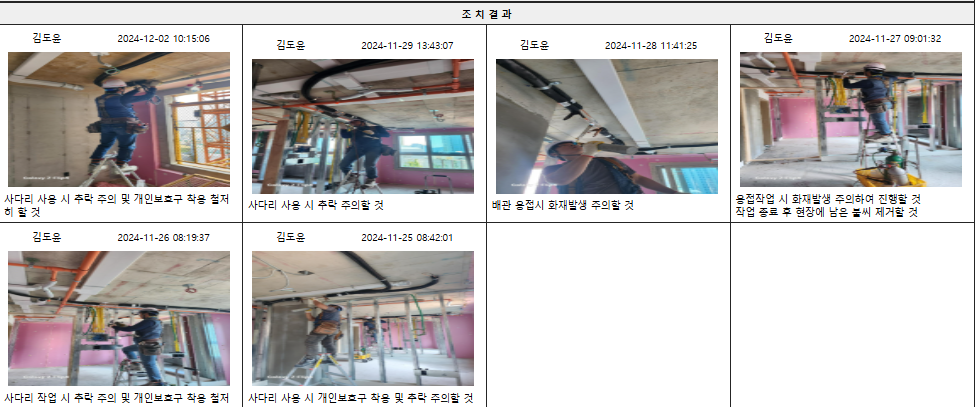 조 치 결 과
김도윤 2024-12-02 10:15:06
김도윤 2024-11-29 13:43:07
김도윤 2024-11-28 11:41:25
김도윤 2024-11-27 09:01:32
사다리 사용 시 추락 주의 및 개인보호구 착용 철저
히 할 것
사다리 사용 시 추락 주의할 것
배관 용접시 화재발생 주의할 것
용접작업 시 화재발생 주의하여 진행할 것
작업 종료 후 현장에 남은 불씨 제거할 것
김도윤 2024-11-26 08:19:37
김도윤 2024-11-25 08:42:01
사다리 작업 시 추락 주의 및 개인보호구 착용 철저
사다리 사용 시 개인보호구 착용 및 추락 주의할 것